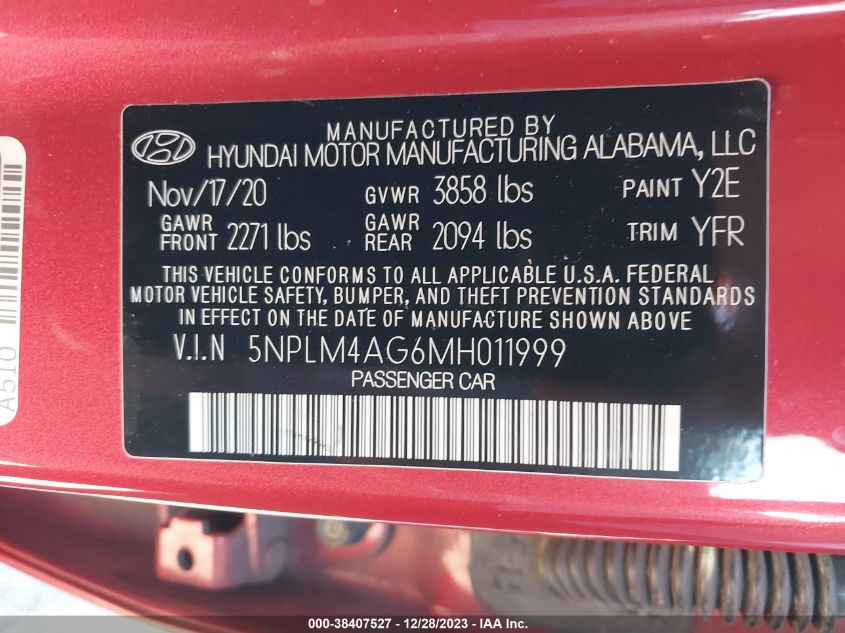 MANUFACTURED BY
HYUNDAI MOTOR MANUFACTURING ALABAMA, LLC
Nov/17/20 GVWR 3858 lbs PAINT Y2E
GAWR FRONT 2271 lbs GAWR REAR 2094 lbs TRIM YFR
THIS VEHICLE CONFORMS TO ALL APPLICABLE U.S.A. FEDERAL
MOTOR VEHICLE SAFETY, BUMPER, AND THEFT PREVENTION STANDARDS
IN EFFECT ON THE DATE OF MANUFACTURE SHOWN ABOVE
V.I.N 5NPLM4AG6MH011999
PASSENGER CAR
A510
000-38407527 - 12/28/2023 - IAA Inc.